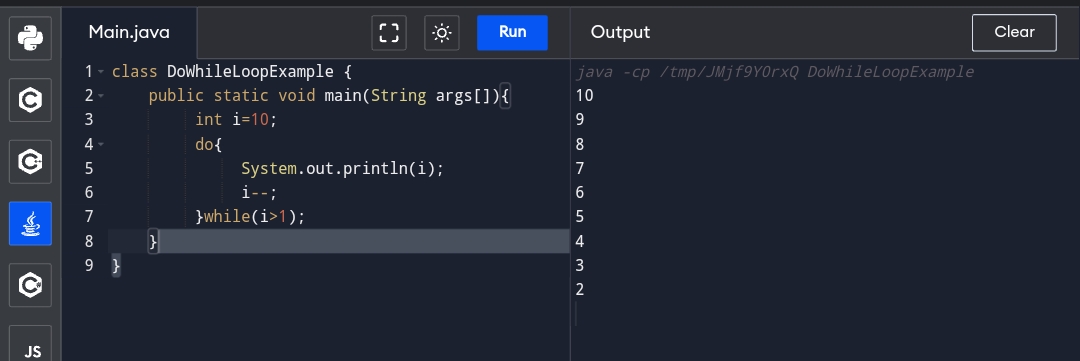 Main.java
Run
Output
Clear
1 class DoWhileLoopExample {
2     public static void main(String args[]){
3         int i=10;
4         do{
5             System.out.println(i);
6             i--;
7         }while(i>1);
8     }
9 }
java -cp /tmp/JMjf9YOrxQ DoWhileLoopExample
10
9
8
7
6
5
4
3
2
C
C
C
JS